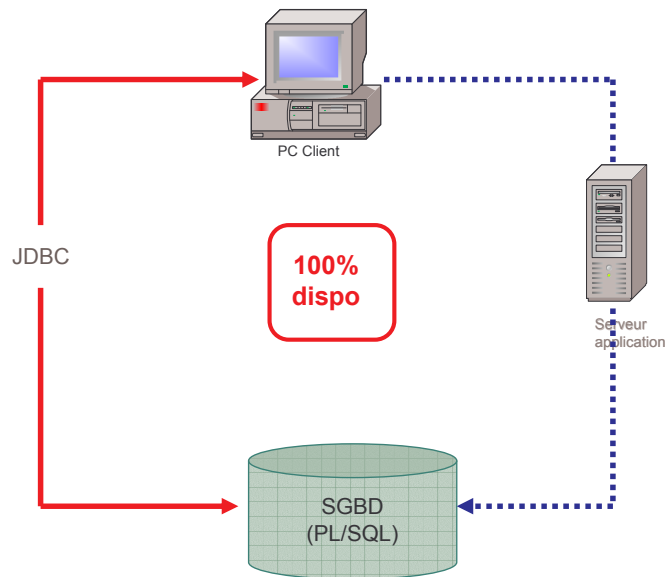 PC Client
JDBC
100%
dispo
Serveur
application
SGBD
(PL/SQL)